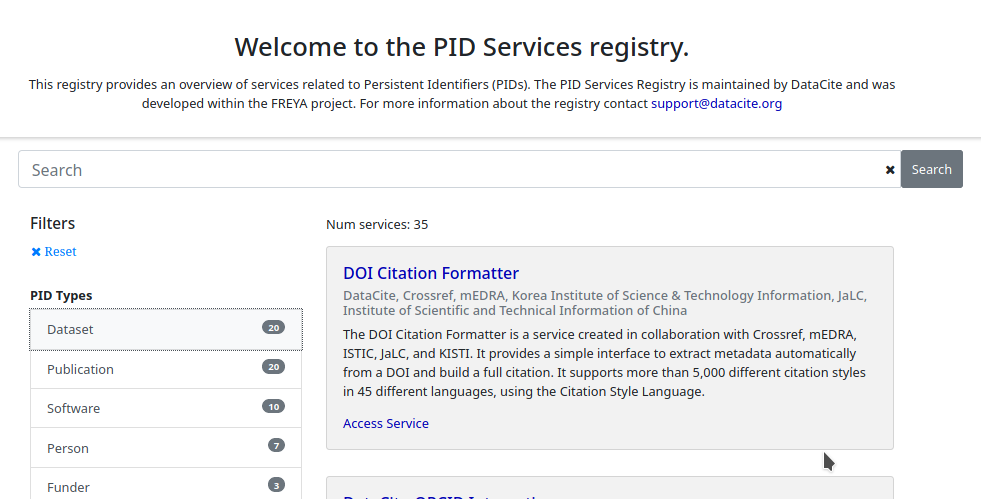 Welcome to the PID Services registry.
This registry provides an overview of services related to Persistent Identifiers (PIDs). The PID Services Registry is maintained by DataCite and was
developed within the FREYA project. For more information about the registry contact support@datacite.org
Search
✖
Search
Filters
✖ Reset
PID Types
Dataset 20
Publication 20
Software 10
Person 7
Funder 3
Num services: 35
DOI Citation Formatter
DataCite, Crossref, mEDRA, Korea Institute of Science & Technology Information, JaLC,
Institute of Scientific and Technical Information of China
The DOI Citation Formatter is a service created in collaboration with Crossref, mEDRA,
ISTIC, JaLC, and KISTI. It provides a simple interface to extract metadata automatically
from a DOI and build a full citation. It supports more than 5,000 different citation styles
in 45 different languages, using the Citation Style Language.
Access Service